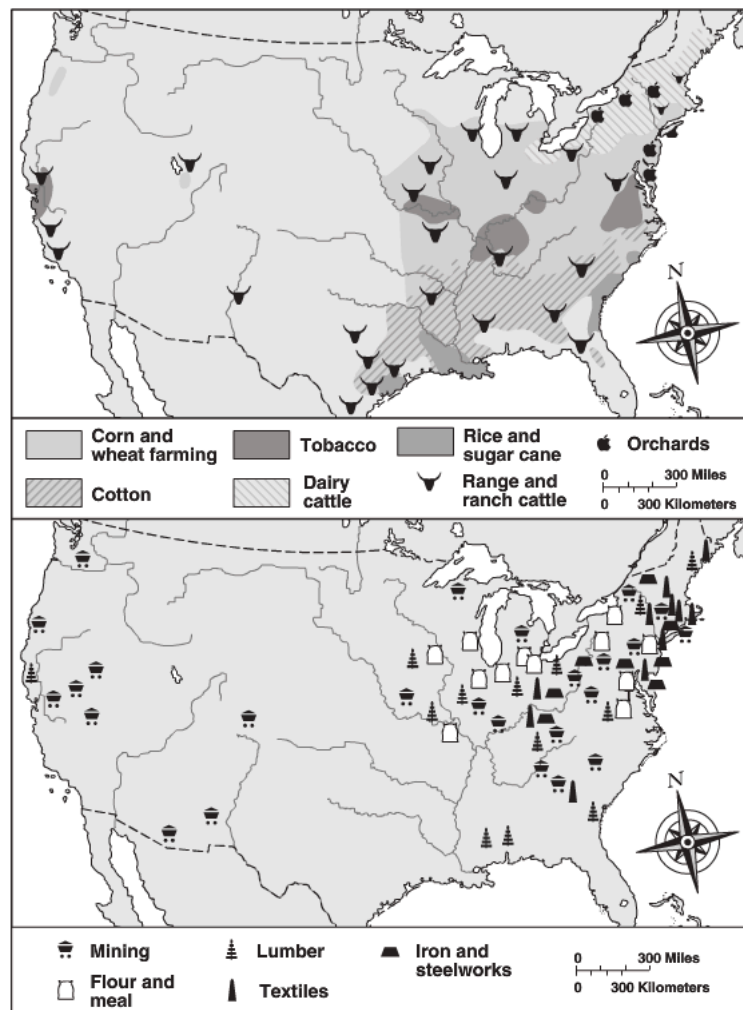 N
Corn and
wheat farming
Tobacco
Rice and
sugar cane
Orchards
0 300 Miles
0 300 Kilometers
Cotton
Dairy
cattle
Range and
ranch cattle
N
Mining
Lumber
Iron and
steelworks
0 300 Miles
0 300 Kilometers
Flour and
meal
Textiles